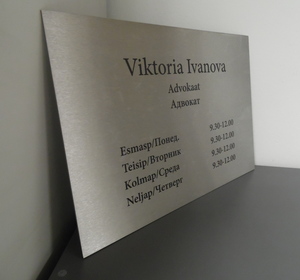 Viktoria Ivanova
Advokaat
Адвокат
Esmasp/Понед. 9.30-12.00
Teisip/Вторник 9.30-12.00
Kolmap/Среда 9.30-12.00
Neljap/Четверг 9.30-12.00